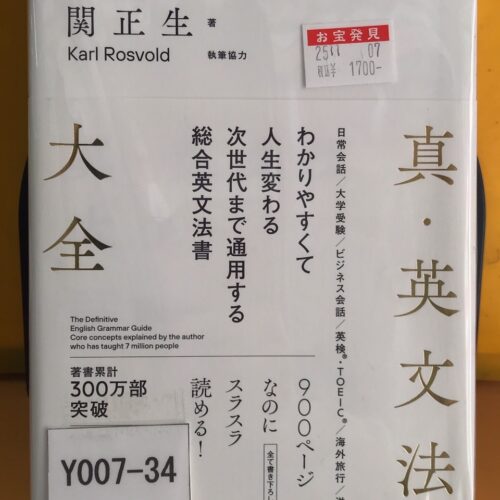 関正生 著
Karl Rosvold 執筆協力
お宝発見
25.11 07
1700-
真・英文法
大全
日常会話/大学受験/ビジネス会話/英検®・TOEIC®/海外旅行/
わかりやすくて
人生変わる
次世代まで通用する
総合英文法書
The Definitive
English Grammar Guide
Core concepts explained by the author
who has taught 7 million people
著書累計
300万部
突破
900ページ
なのに
全て書き下ろし
スラスラ
読める！
Y007-34